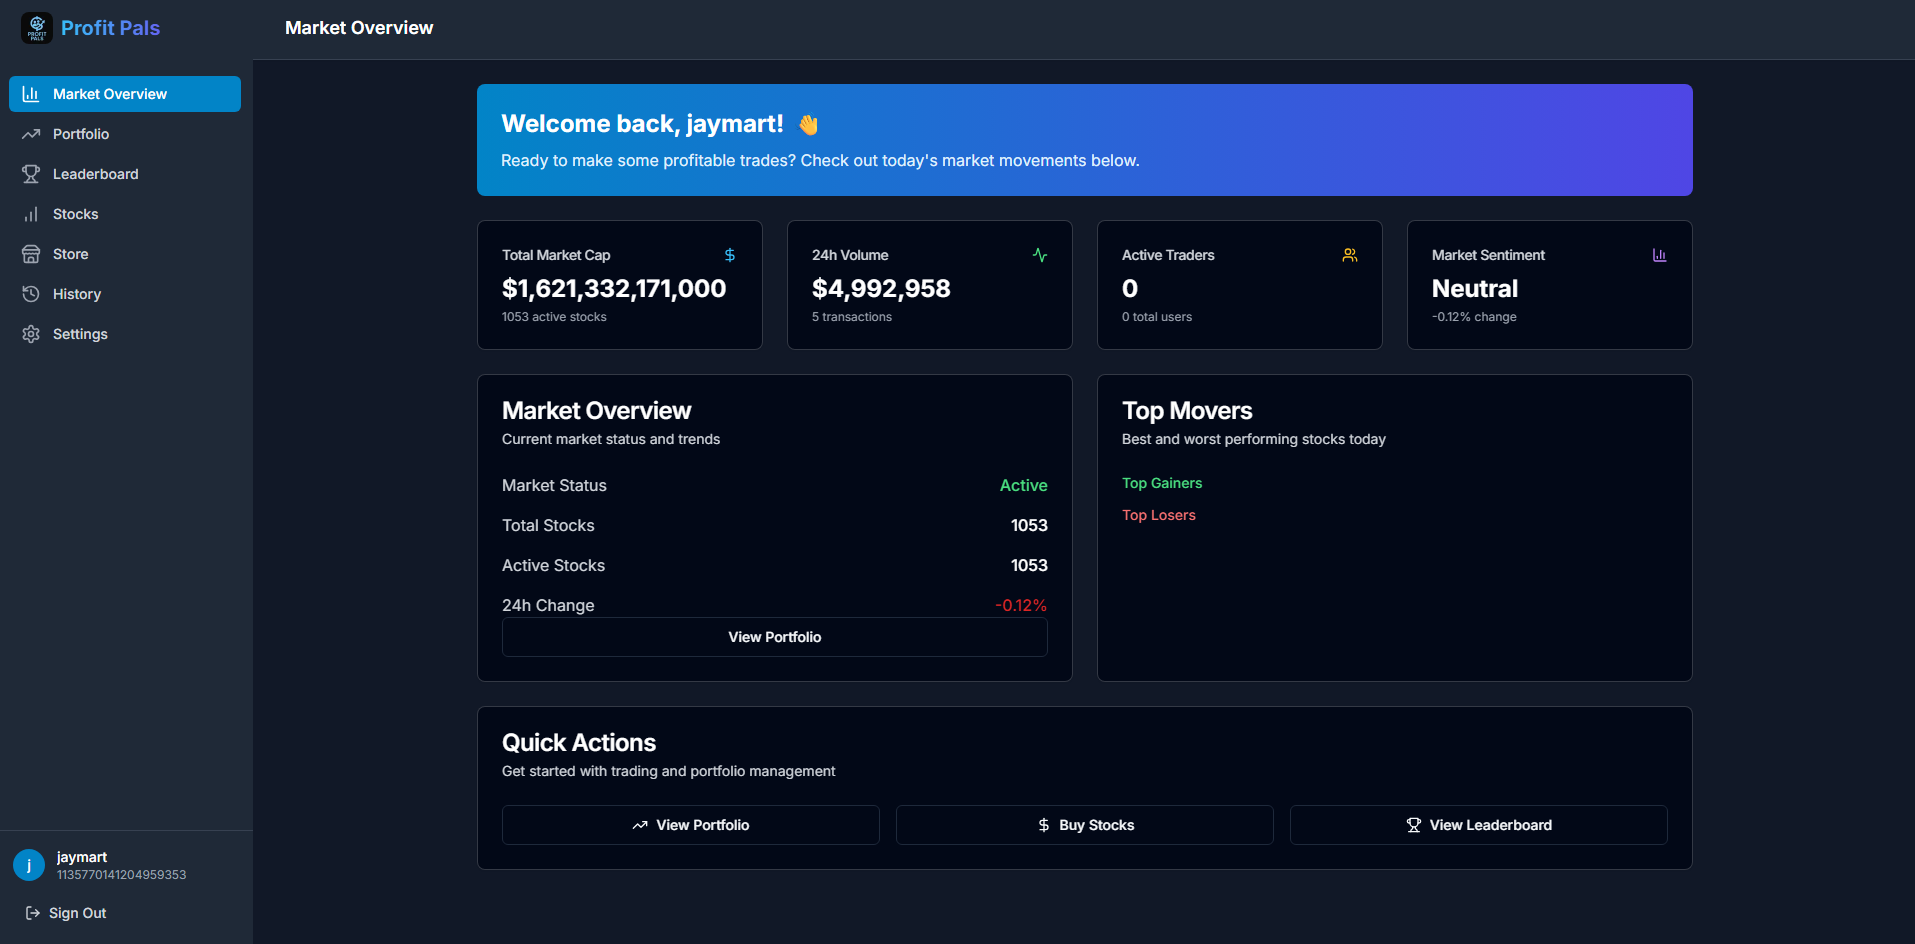 PROFIT
PALS
Profit Pals
Market Overview
Portfolio
Leaderboard
Stocks
Store
History
Settings
jaymart
j
1135770141204959353
Sign Out
Market Overview
Welcome back, jaymart! 👋
Ready to make some profitable trades? Check out today's market movements below.
Total Market Cap
$1,621,332,171,000
1053 active stocks
24h Volume
$4,992,958
5 transactions
Active Traders
0
0 total users
Market Sentiment
Neutral
-0.12% change
Market Overview
Current market status and trends
Market Status Active
Total Stocks 1053
Active Stocks 1053
24h Change -0.12%
View Portfolio
Top Movers
Best and worst performing stocks today
Top Gainers
Top Losers
Quick Actions
Get started with trading and portfolio management
View Portfolio
Buy Stocks
View Leaderboard